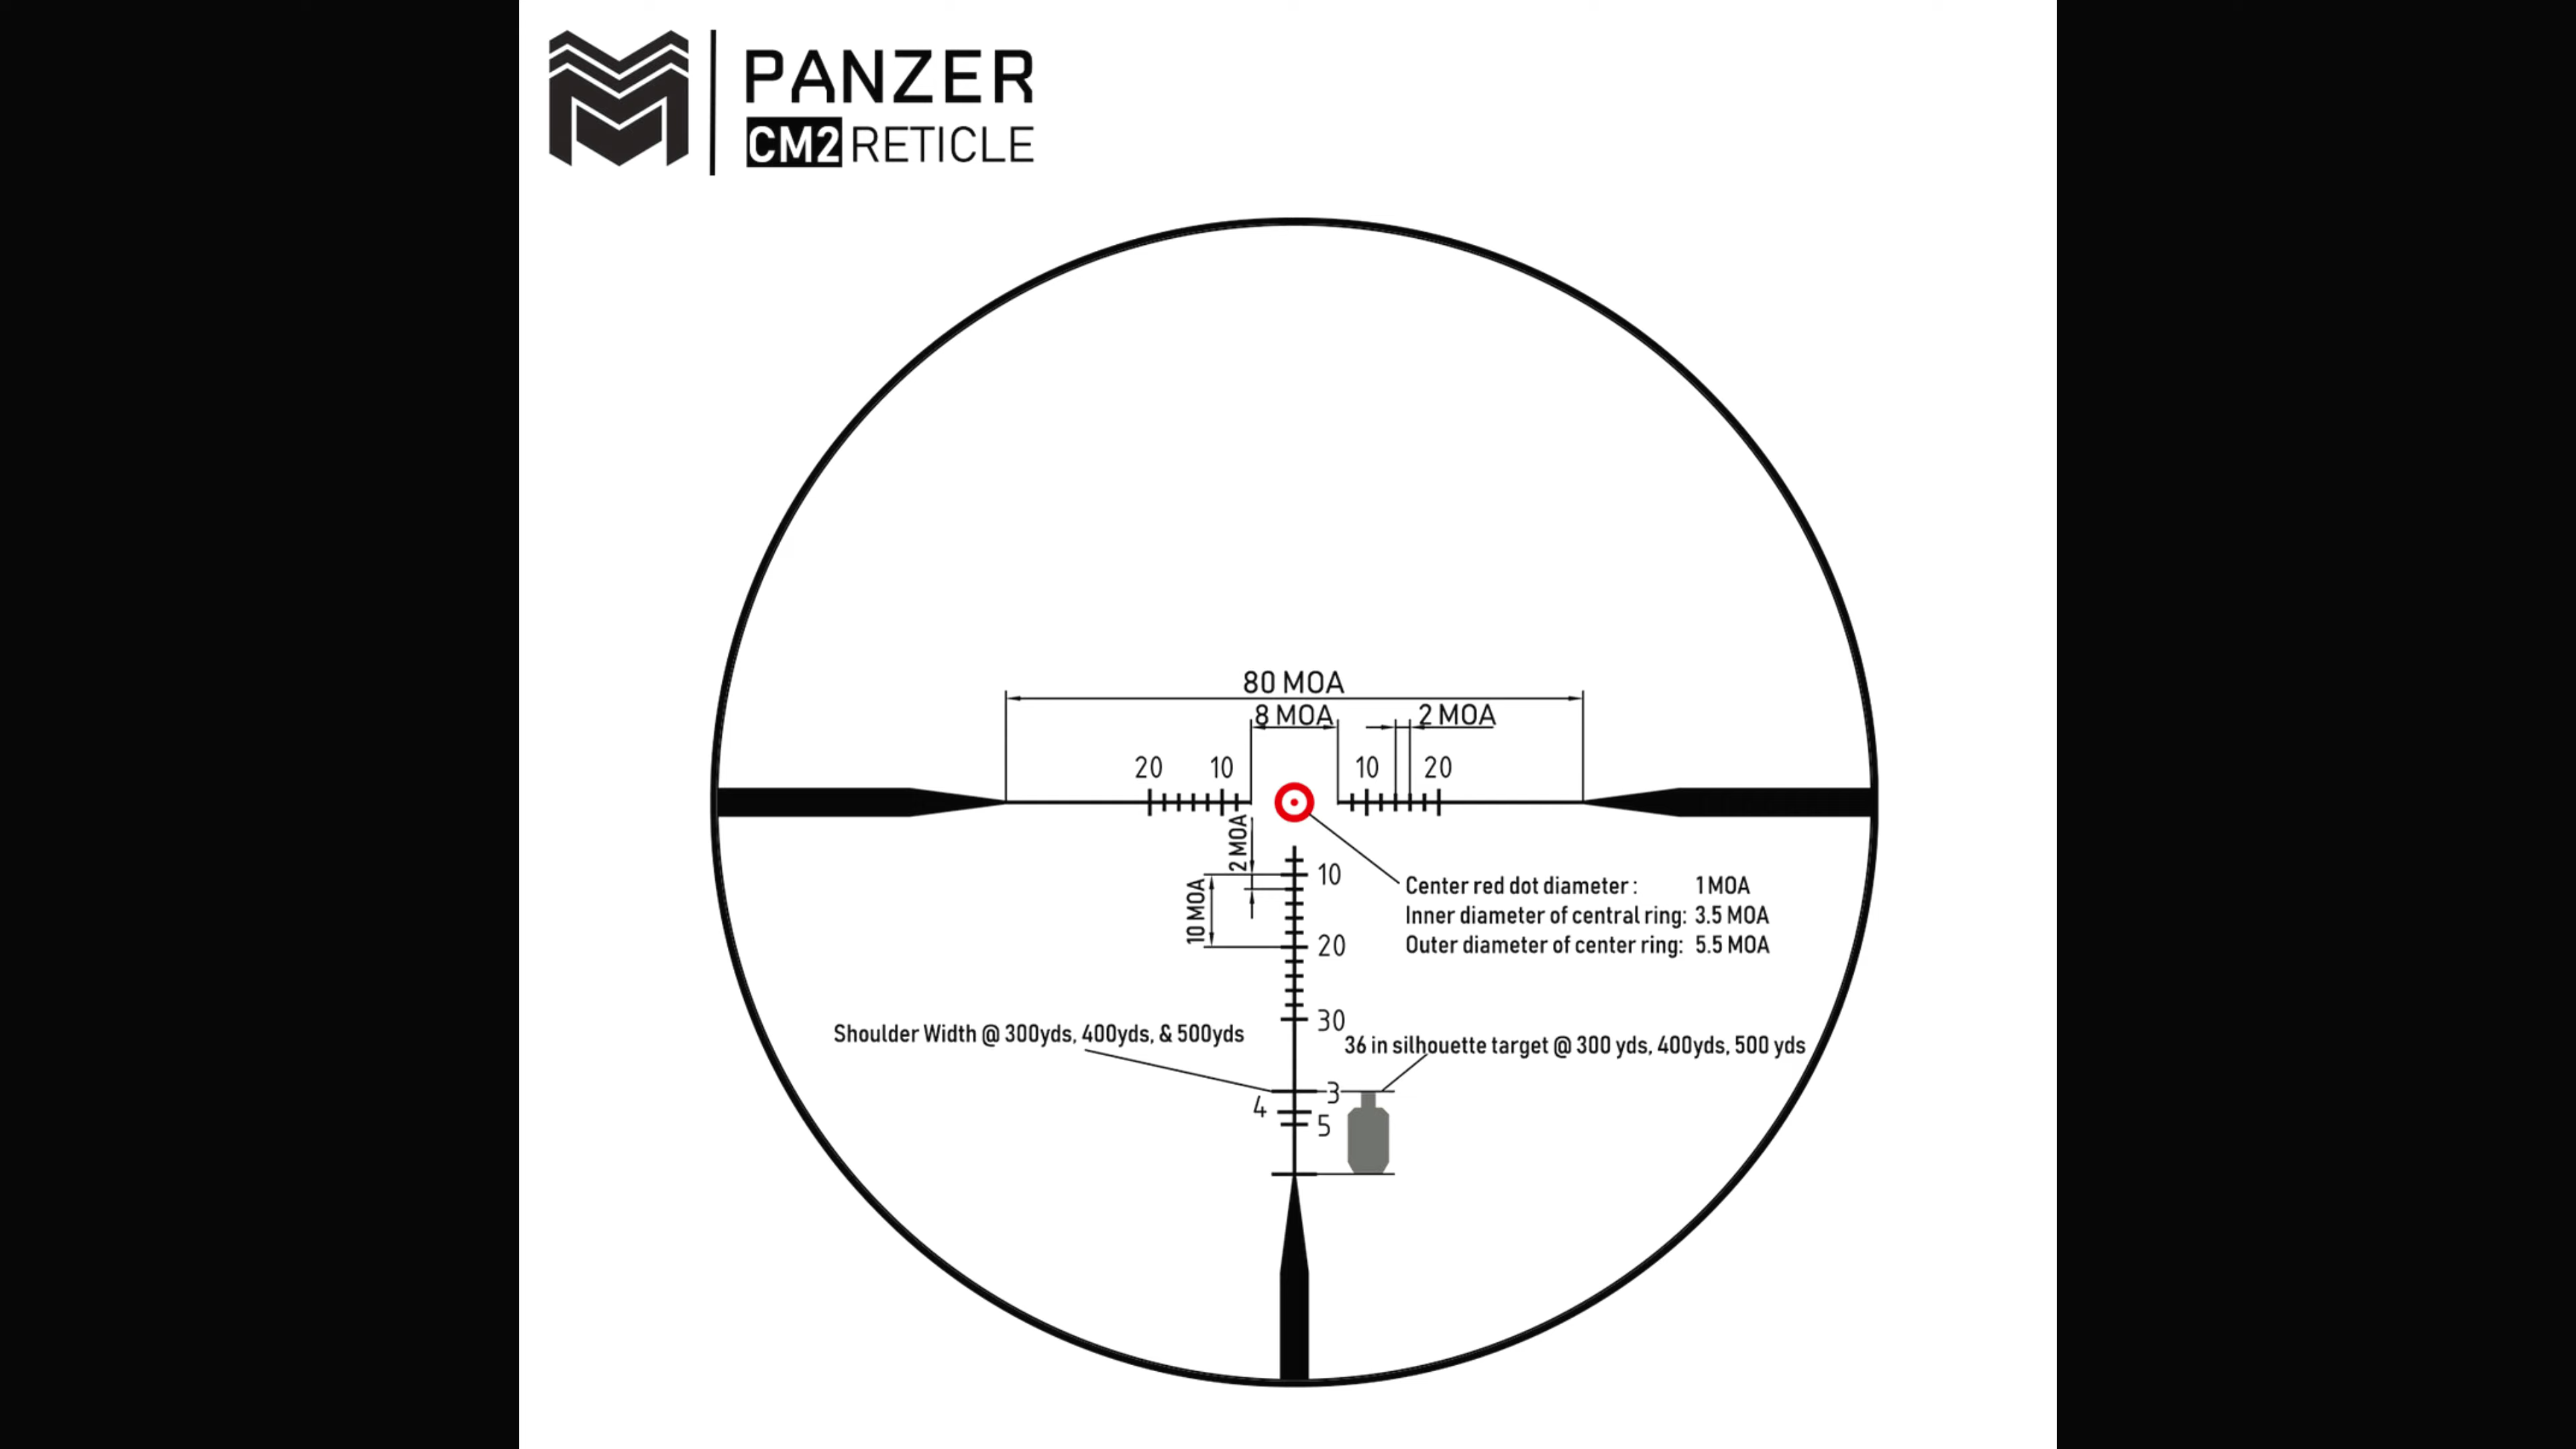 PANZER
CM2 RETICLE
80 MOA
8 MOA
2 MOA
20
10
10
20
2 MOA
10 MOA
10
20
30
Center red dot diameter : 1 MOA
Inner diameter of central ring: 3.5 MOA
Outer diameter of center ring: 5.5 MOA
Shoulder Width @ 300yds, 400yds, & 500yds
36 in silhouette target @ 300 yds, 400yds, 500 yds
3
4
5